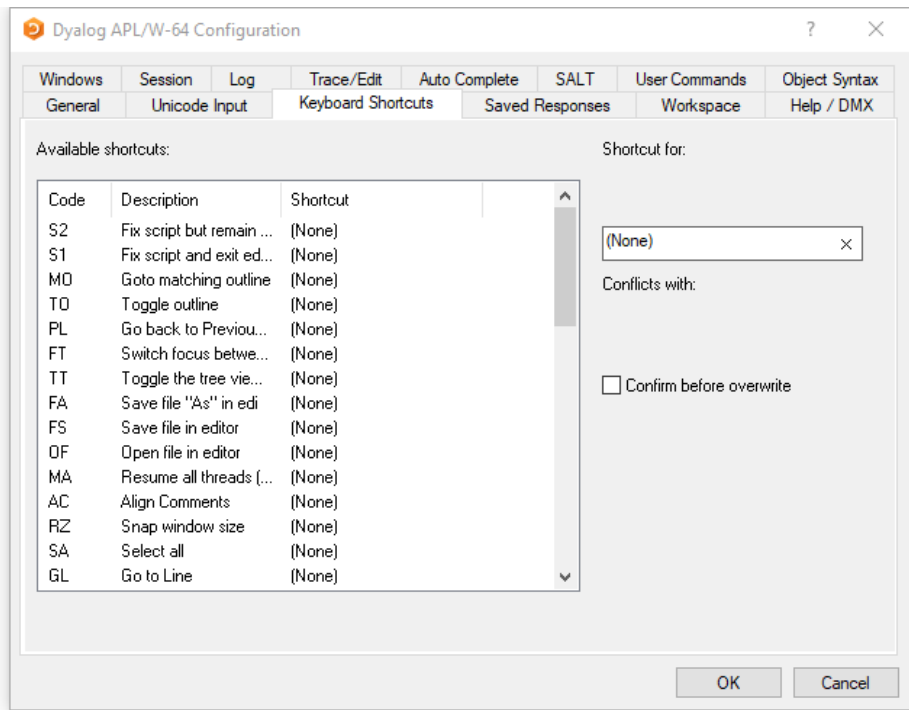 Dyalog APL/W-64 Configuration ? ×
Windows Session Log Trace/Edit Auto Complete SALT User Commands Object Syntax
General Unicode Input Keyboard Shortcuts Saved Responses Workspace Help / DMX
Available shortcuts:
Shortcut for:
Code Description Shortcut
S2 Fix script but remain ... (None)
S1 Fix script and exit ed... (None)
MO Goto matching outline (None)
TO Toggle outline (None)
PL Go back to Previou... (None)
FT Switch focus betwe... (None)
TT Toggle the tree vie... (None)
FA Save file "As" in edi (None)
FS Save file in editor (None)
OF Open file in editor (None)
MA Resume all threads (... (None)
AC Align Comments (None)
RZ Snap window size (None)
SA Select all (None)
GL Go to Line (None)
(None) ×
Conflicts with:
Confirm before overwrite
OK Cancel